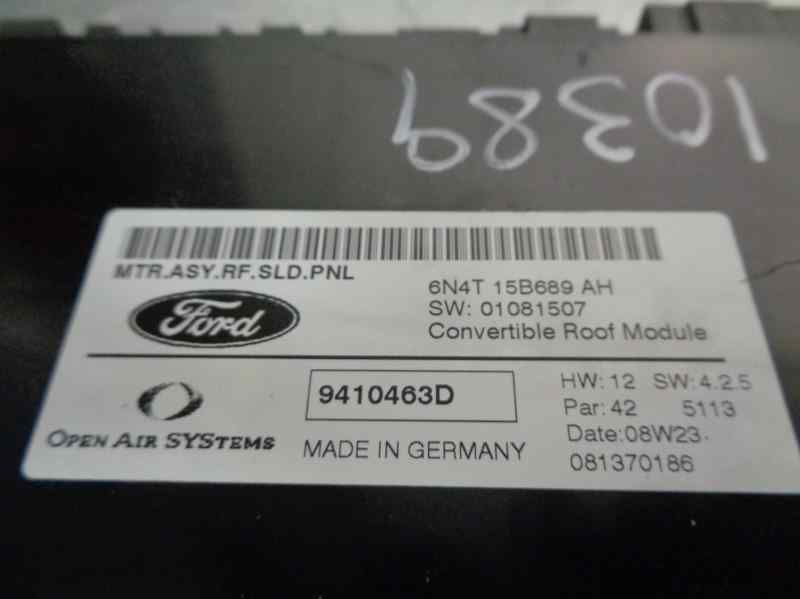 10389
MTR.ASY.RF.SLD.PNL
6N4T 15B689 AH
SW: 01081507
Convertible Roof Module
Ford
9410463D
HW: 12 SW: 4.2.5
Par: 42 5113
Date: 08W23
081370186
OPEN AIR SYSTEMS
MADE IN GERMANY